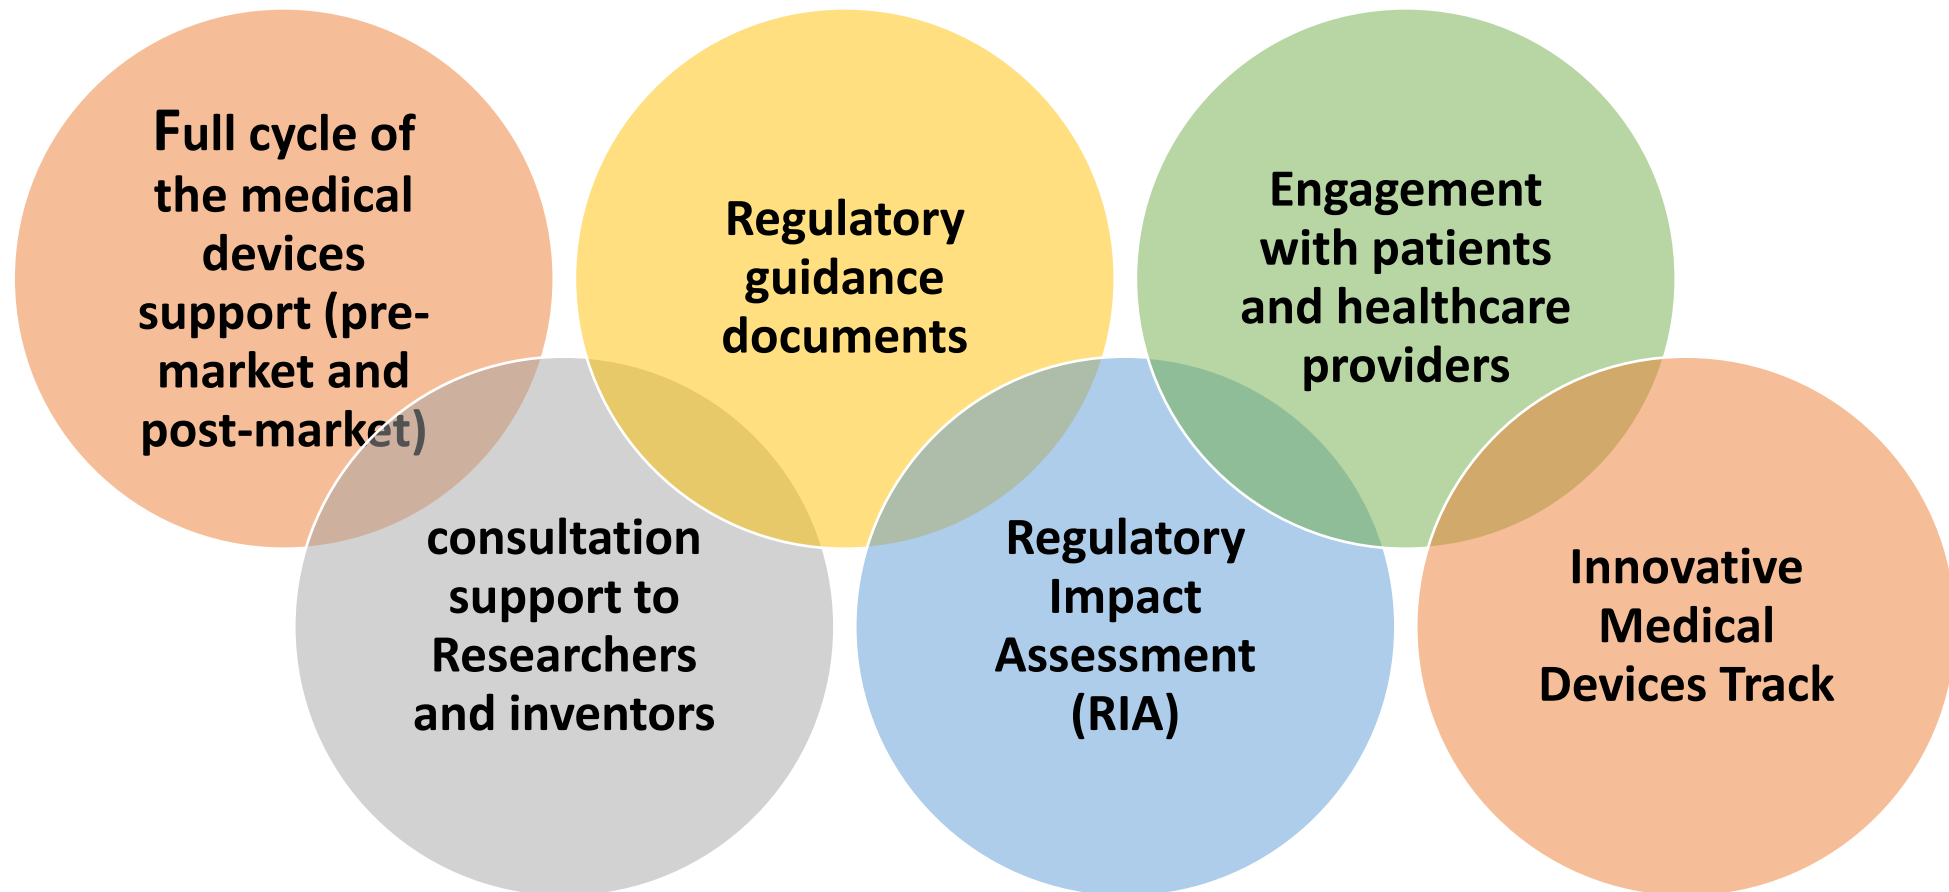 Full cycle of
the medical
devices
support (pre-
market and
post-market)
consultation
support to
Researchers
and inventors
Regulatory
guidance
documents
Regulatory
Impact
Assessment
(RIA)
Engagement
with patients
and healthcare
providers
Innovative
Medical
Devices Track